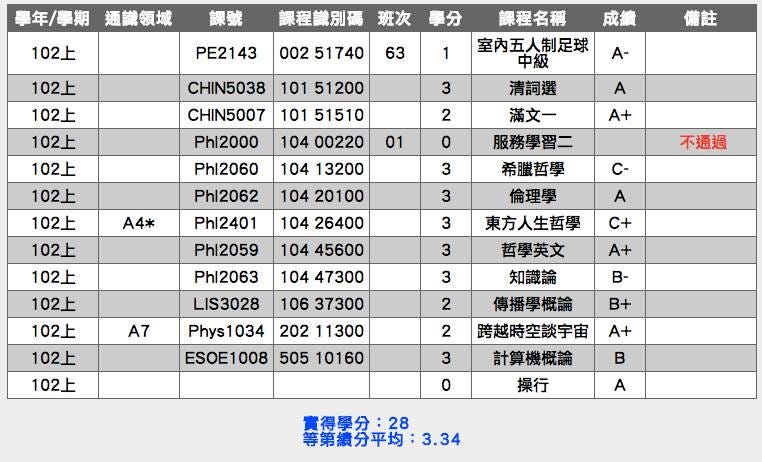 學年/學期 通識領域 課號 課程識別碼 班次 學分 課程名稱 成績 備註
102上 PE2143 002 51740 63 1 室內五人制足球 A-
中級
102上 CHIN5038 101 51200 3 清詞選 A
102上 CHIN5007 101 51510 2 滿文一 A+
102上 Phl2000 104 00220 01 0 服務學習二 不通過
102上 Phl2060 104 13200 3 希臘哲學 C-
102上 Phl2062 104 20100 3 倫理學 A
102上 A4* Phl2401 104 26400 3 東方人生哲學 C+
102上 Phl2059 104 45600 3 哲學英文 A+
102上 Phl2063 104 47300 3 知識論 B-
102上 LIS3028 106 37300 2 傳播學概論 B+
102上 A7 Phys1034 202 11300 2 跨越時空談宇宙 A+
102上 ESOE1008 505 10160 3 計算機概論 B
102上 0 操行 A
實得學分：28
等第績分平均：3.34